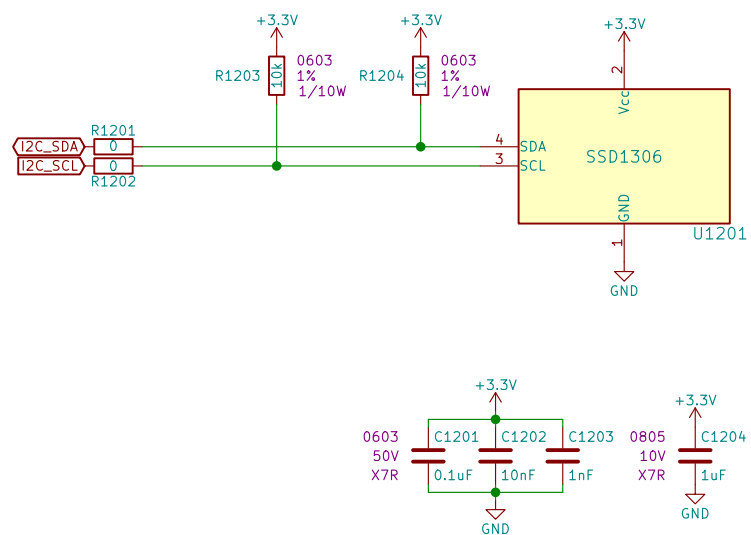 +3.3V
+3.3V
+3.3V
R1203
10k
0603
1%
1/10W
R1204
10k
0603
1%
1/10W
2
Vcc
R1201
I2C_SDA
0
4
SDA
I2C_SCL
0
3
SCL
R1202
SSD1306
GND
1
U1201
GND
+3.3V
+3.3V
0603
50V
X7R
C1201
0.1uF
C1202
10nF
C1203
1nF
0805
10V
X7R
C1204
1uF
GND
GND